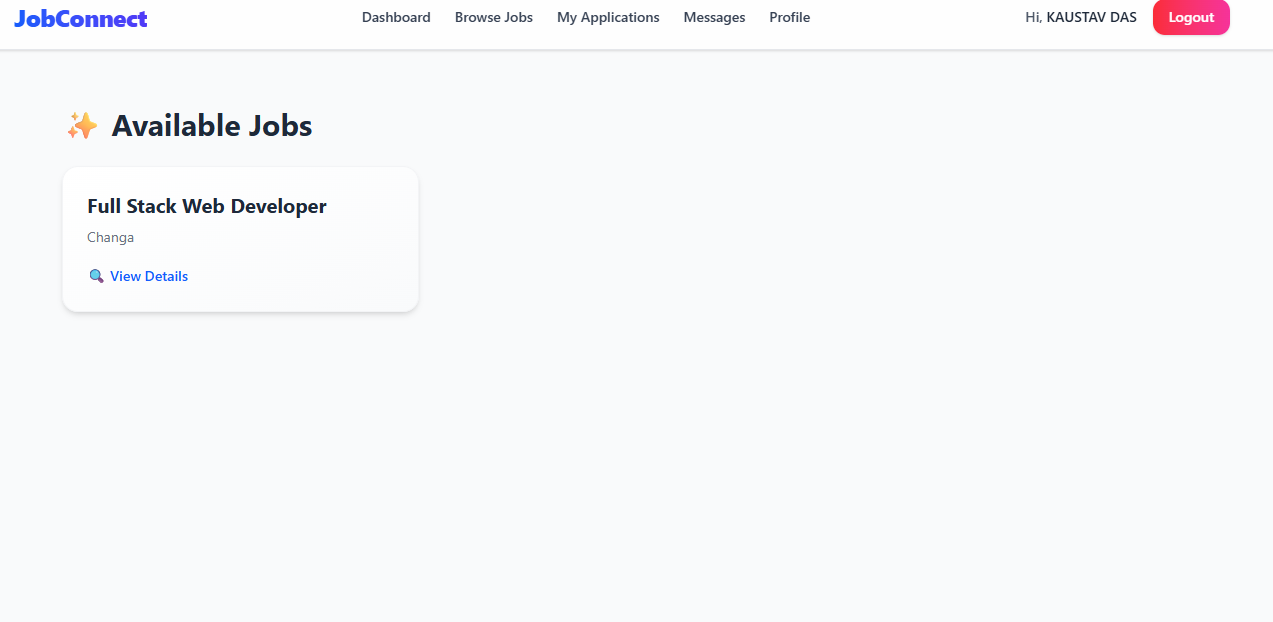 JobConnect Dashboard Browse Jobs My Applications Messages Profile Hi, KAUSTAV DAS Logout
✨ Available Jobs
Full Stack Web Developer
Changa
🔍 View Details